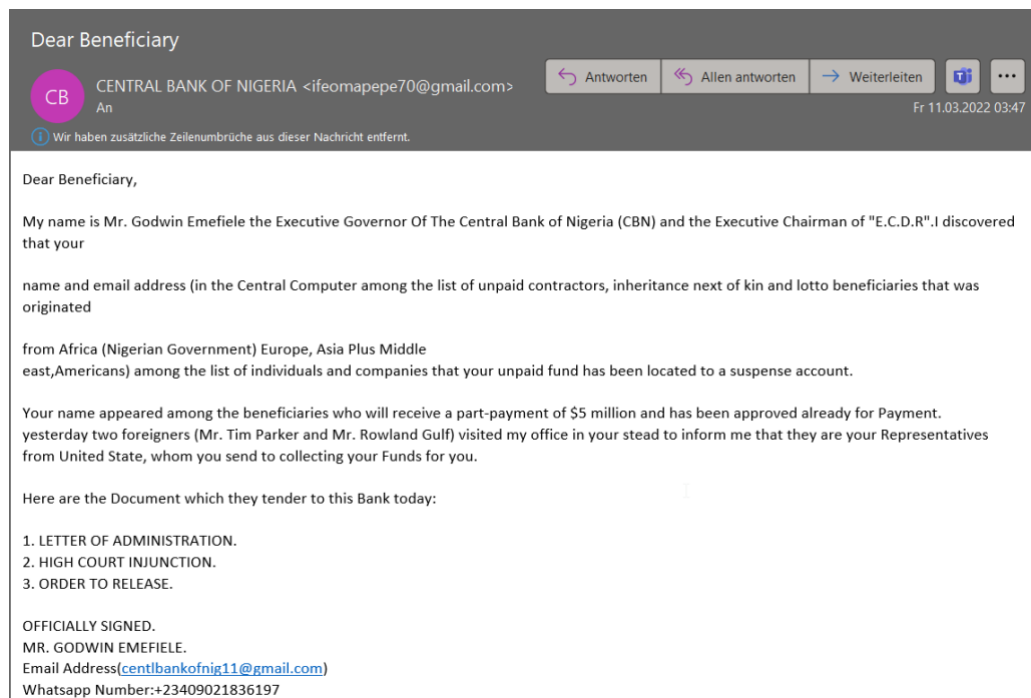 Dear Beneficiary
CB
CENTRAL BANK OF NIGERIA <ifeomapepe70@gmail.com>
An
Antworten
Allen antworten
Weiterleiten
Fr 11.03.2022 03:47
Wir haben zusätzliche Zeilenumbrüche aus dieser Nachricht entfernt.
Dear Beneficiary,
My name is Mr. Godwin Emefiele the Executive Governor Of The Central Bank of Nigeria (CBN) and the Executive Chairman of "E.C.D.R".I discovered
that your
name and email address (in the Central Computer among the list of unpaid contractors, inheritance next of kin and lotto beneficiaries that was
originated
from Africa (Nigerian Government) Europe, Asia Plus Middle
east,Americans) among the list of individuals and companies that your unpaid fund has been located to a suspense account.
Your name appeared among the beneficiaries who will receive a part-payment of $5 million and has been approved already for Payment.
yesterday two foreigners (Mr. Tim Parker and Mr. Rowland Gulf) visited my office in your stead to inform me that they are your Representatives
from United State, whom you send to collecting your Funds for you.
Here are the Document which they tender to this Bank today:
1. LETTER OF ADMINISTRATION.
2. HIGH COURT INJUNCTION.
3. ORDER TO RELEASE.
OFFICIALLY SIGNED.
MR. GODWIN EMEFIELE.
Email Address(centlbankofnig11@gmail.com)
Whatsapp Number:+23409021836197